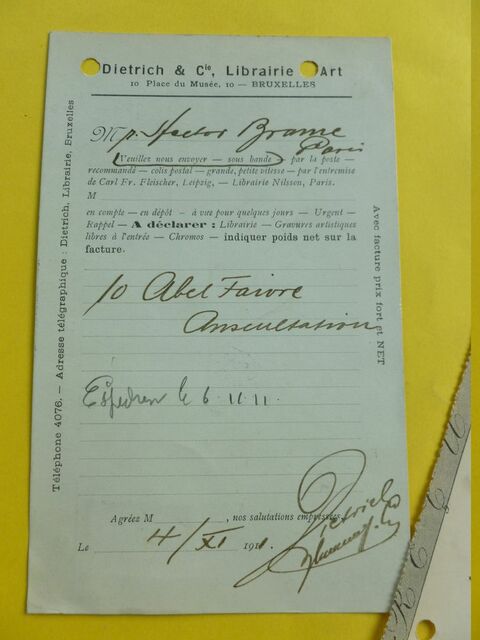 Dietrich & Cie, Librairie Art
10 Place du Musée, 10 — BRUXELLES
M p. Hector Brame
Paris
(Veuillez nous envoyer — sous bande) — par la poste —
recommandé — colis postal — grande, petite vitesse — par l'entremise
de Carl Fr. Fleischer, Leipzig, — Librairie Nilsson, Paris.
M
en compte — en dépôt — à vue pour quelques jours — Urgent —
Rappel — A déclarer : Librairie — Gravures artistiques
libres à l'entrée — Chromos — indiquer poids net sur la
facture.
10 Abel Faivre
Auscultation
le 6. 11 11.
Agréez M , nos salutations empressées,
Le 4/XI 1911
Dietrich
Téléphone 4076. — Adresse télégraphique : Dietrich, Librairie, Bruxelles
Avec facture prix fort et NET